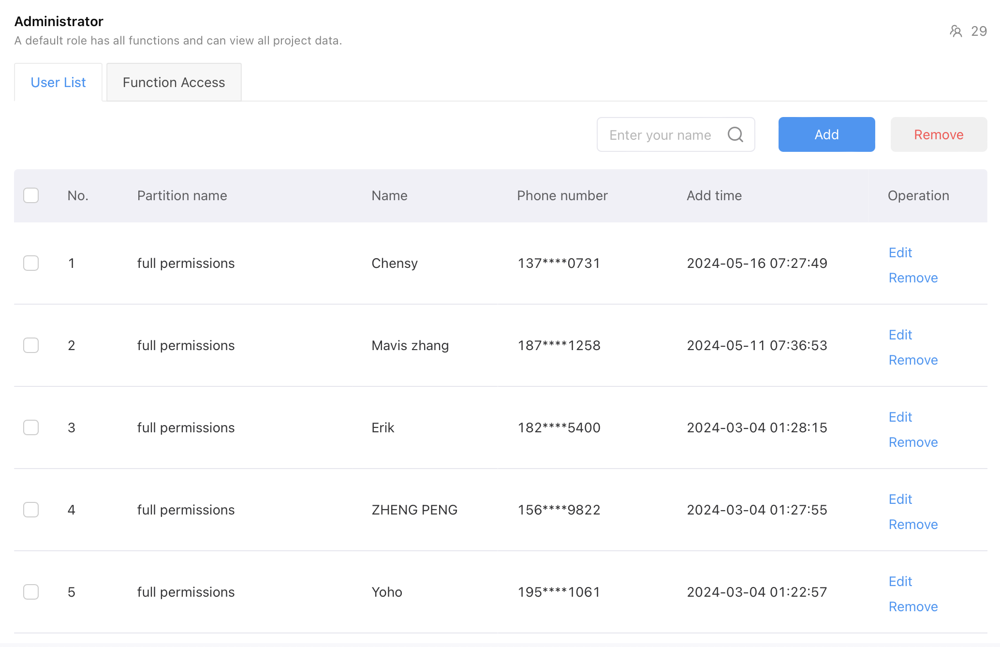 Administrator
A default role has all functions and can view all project data.
29
User List
Function Access
Enter your name
Add
Remove
No. Partition name Name Phone number Add time Operation
1 full permissions Chensy 137****0731 2024-05-16 07:27:49 Edit
Remove
2 full permissions Mavis zhang 187****1258 2024-05-11 07:36:53 Edit
Remove
3 full permissions Erik 182****5400 2024-03-04 01:28:15 Edit
Remove
4 full permissions ZHENG PENG 156****9822 2024-03-04 01:27:55 Edit
Remove
5 full permissions Yoho 195****1061 2024-03-04 01:22:57 Edit
Remove